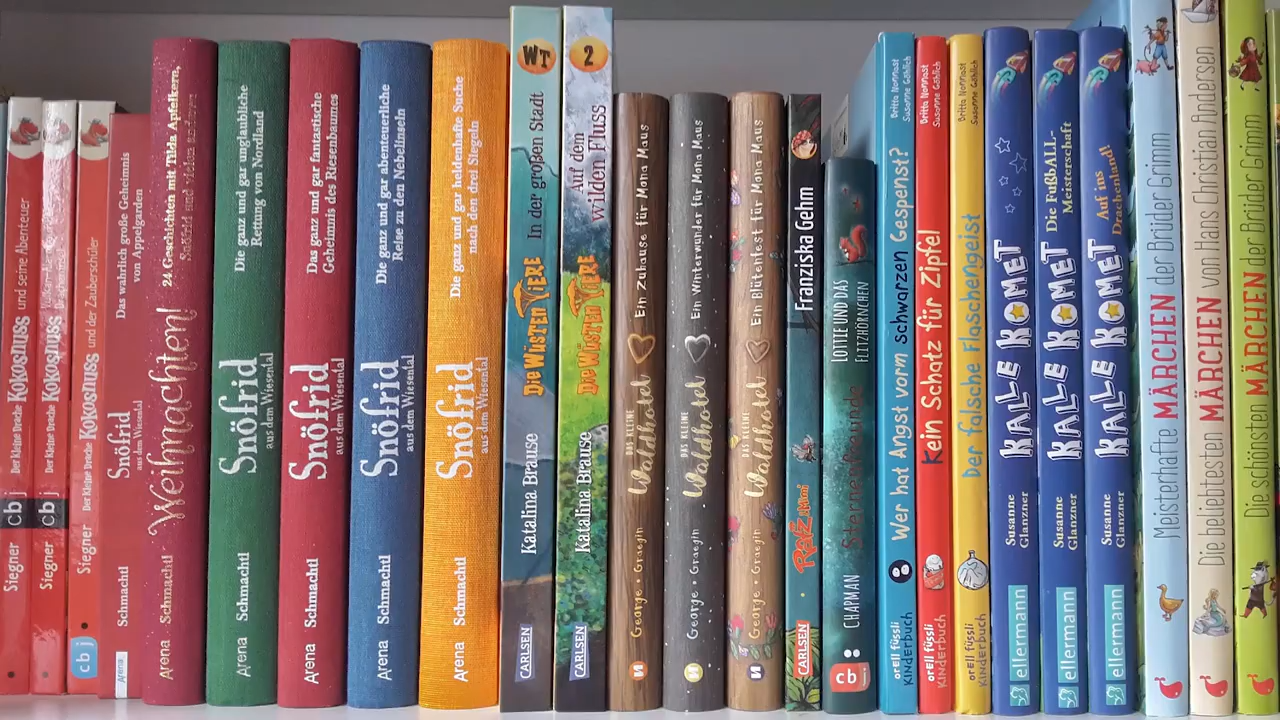 Siegner cbj Der kleine Drache KOKOSNUSS und seine Abenteuer
Siegner cbj Der kleine Drache KOKOSNUSS
Siegner Der kleine Drache KOKOSNUSS und der Zauberschüler
cbj
Arena Schmachtl Snöfrid aus dem Wiesental
Das wahrlich große Geheimnis
von Appelgarden
Arena Schmachtl Weihnachten!
24 Geschichten mit Tilda Apfelkern,
Snöfrid und vielen anderen
Arena Schmachtl Snöfrid
aus dem Wiesental
Die ganz und gar unglaubliche
Rettung von Nordland
Arena Schmachtl Snöfrid
aus dem Wiesental
Das ganz und gar fantastische
Geheimnis des Riesenbaumes
Arena Schmachtl Snöfrid
aus dem Wiesental
Die ganz und gar abenteuerliche
Reise zu den Nebelinseln
Arena Schmachtl Snöfrid
aus dem Wiesental
Die ganz und gar heldenhafte Suche
nach den drei Siegeln
CARLSEN Katalina Brause Die WüstenTiere In der großen Stadt WT
CARLSEN Katalina Brause Die WüstenTiere Auf dem
wilden Fluss
2
George • Graegin DAS KLEINE
Waldhotel Ein Zuhause für Mona Maus
George • Graegin DAS KLEINE
Waldhotel Ein Winterwunder für Mona Maus
George • Graegin DAS KLEINE
Waldhotel Ein Blütenfest für Mona Maus
CARLSEN Franziska Gehm
cbj CHAPMAN Sternenfreunde LOTTIE UND DAS
FLITZHÖRNCHEN
orell füssli
Kinderbuch Wer hat Angst vorm schwarzen Gespenst? Britta Nonnast
Susanne Göhlich
orell füssli
Kinderbuch Kein Schatz für Zipfel Britta Nonnast
Susanne Göhlich
orell füssli
Kinderbuch Der falsche Flaschengeist Britta Nonnast
Susanne Göhlich
ellermann Susanne
Glanzner KALLE KOMET
ellermann Susanne
Glanzner KALLE KOMET Die FußbALL-
Meisterschaft
ellermann Susanne
Glanzner KALLE KOMET Auf ins
Drachenland!
Meisterhafte MÄRCHEN der Brüder Grimm
Die beliebtesten MÄRCHEN von Hans Christian Andersen
Die schönsten MÄRCHEN der Brüder Grimm